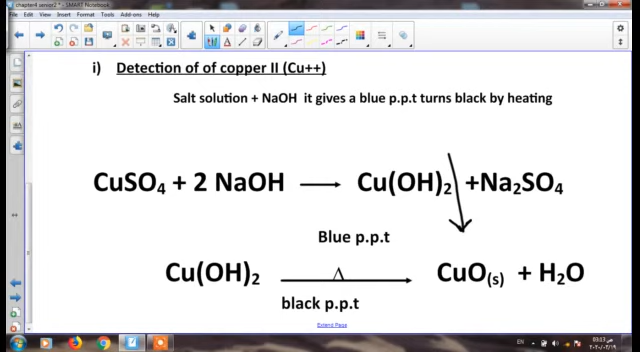 chapter4 senior2 * - SMART Notebook
File Edit View Insert Format Tools Add-ons Help
i) Detection of of copper II (Cu++)
Salt solution + NaOH it gives a blue p.p.t turns black by heating
CuSO₄ + 2 NaOH ⟶ Cu(OH)₂ +Na₂SO₄
Blue p.p.t
Cu(OH)₂ Δ ⟶ CuO₍s₎ + H₂O
black p.p.t
Extend Page
EN